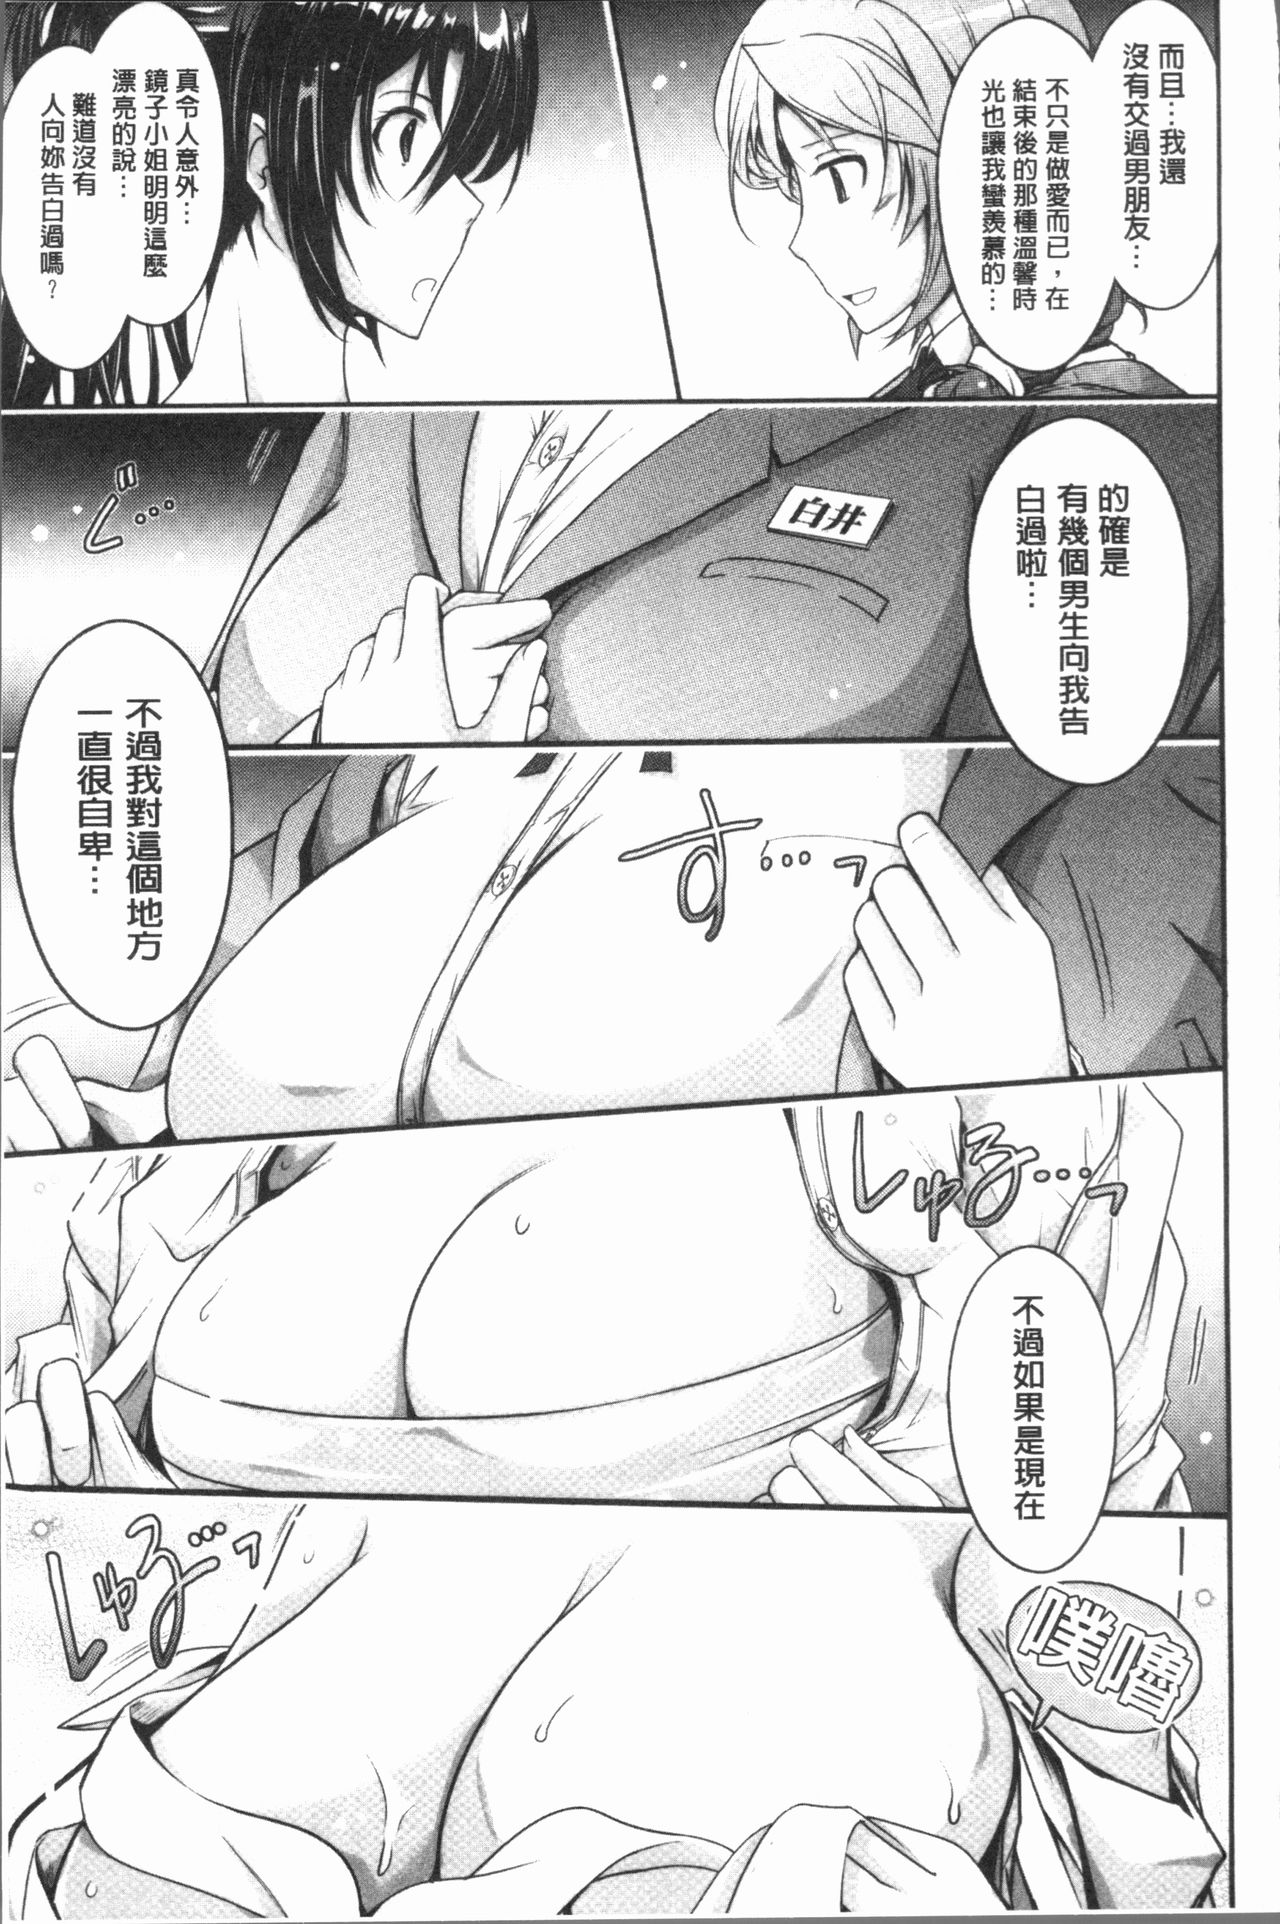 而且…我還
沒有交過男朋友…
不只是做愛而已，在
結束後的那種溫馨時
光也讓我蠻羨慕的…
真令人意外…
鏡子小姐明明這麼
漂亮的說…
難道沒有
人向妳告白過嗎？
的確是
有幾個男生向我告
白過啦…
白井
ぐ…
不過我對這個地方
一直很自卑…
す…っ
しゅる…っ
不過如果是現在
しゅる…っ
噗嚕